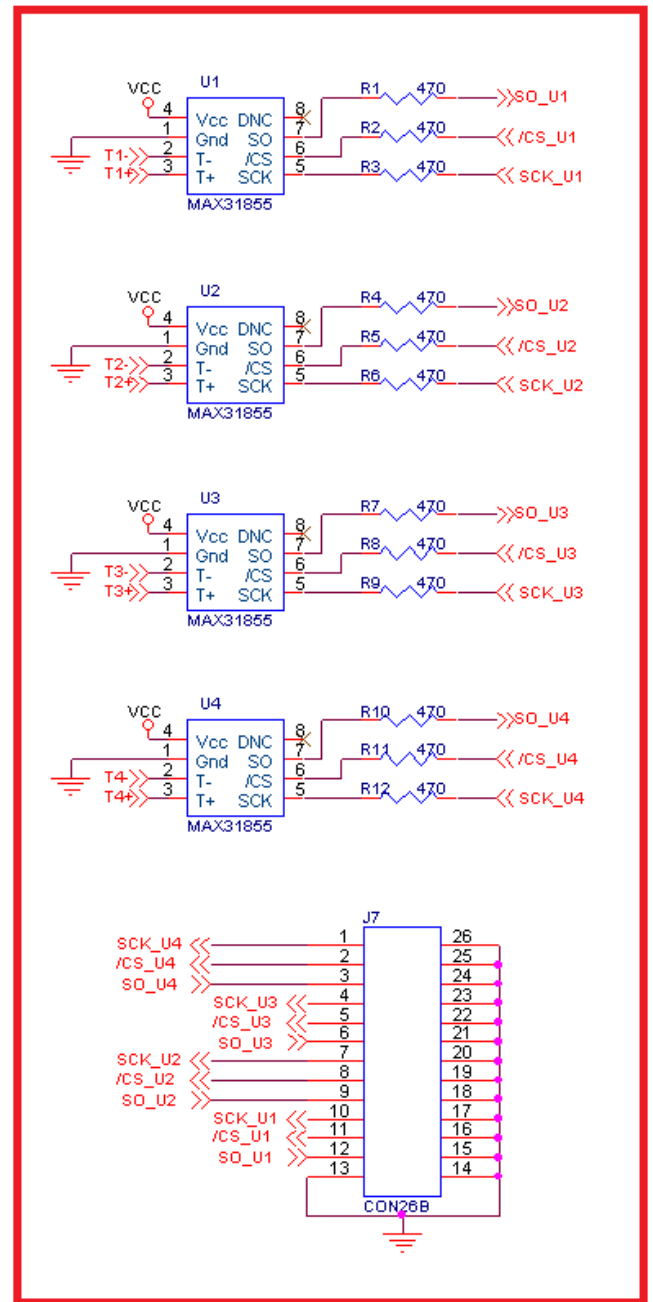 U1
VCC
4 Vcc DNC 8
1 Gnd SO 7
T1- 2 T- /CS 6
T1+ 3 T+ SCK 5
MAX31855
R1 470 SO_U1
R2 470 /CS_U1
R3 470 SCK_U1
U2
VCC
4 Vcc DNC 8
1 Gnd SO 7
T2- 2 T- /CS 6
T2+ 3 T+ SCK 5
MAX31855
R4 470 SO_U2
R5 470 /CS_U2
R6 470 SCK_U2
U3
VCC
4 Vcc DNC 8
1 Gnd SO 7
T3- 2 T- /CS 6
T3+ 3 T+ SCK 5
MAX31855
R7 470 SO_U3
R8 470 /CS_U3
R9 470 SCK_U3
U4
VCC
4 Vcc DNC 8
1 Gnd SO 7
T4- 2 T- /CS 6
T4+ 3 T+ SCK 5
MAX31855
R10 470 SO_U4
R11 470 /CS_U4
R12 470 SCK_U4
J7
SCK_U4 1 26
/CS_U4 2 25
SO_U4 3 24
SCK_U3 4 23
/CS_U3 5 22
SO_U3 6 21
SCK_U2 7 20
/CS_U2 8 19
SO_U2 9 18
SCK_U1 10 17
/CS_U1 11 16
SO_U1 12 15
13 14
CON26B